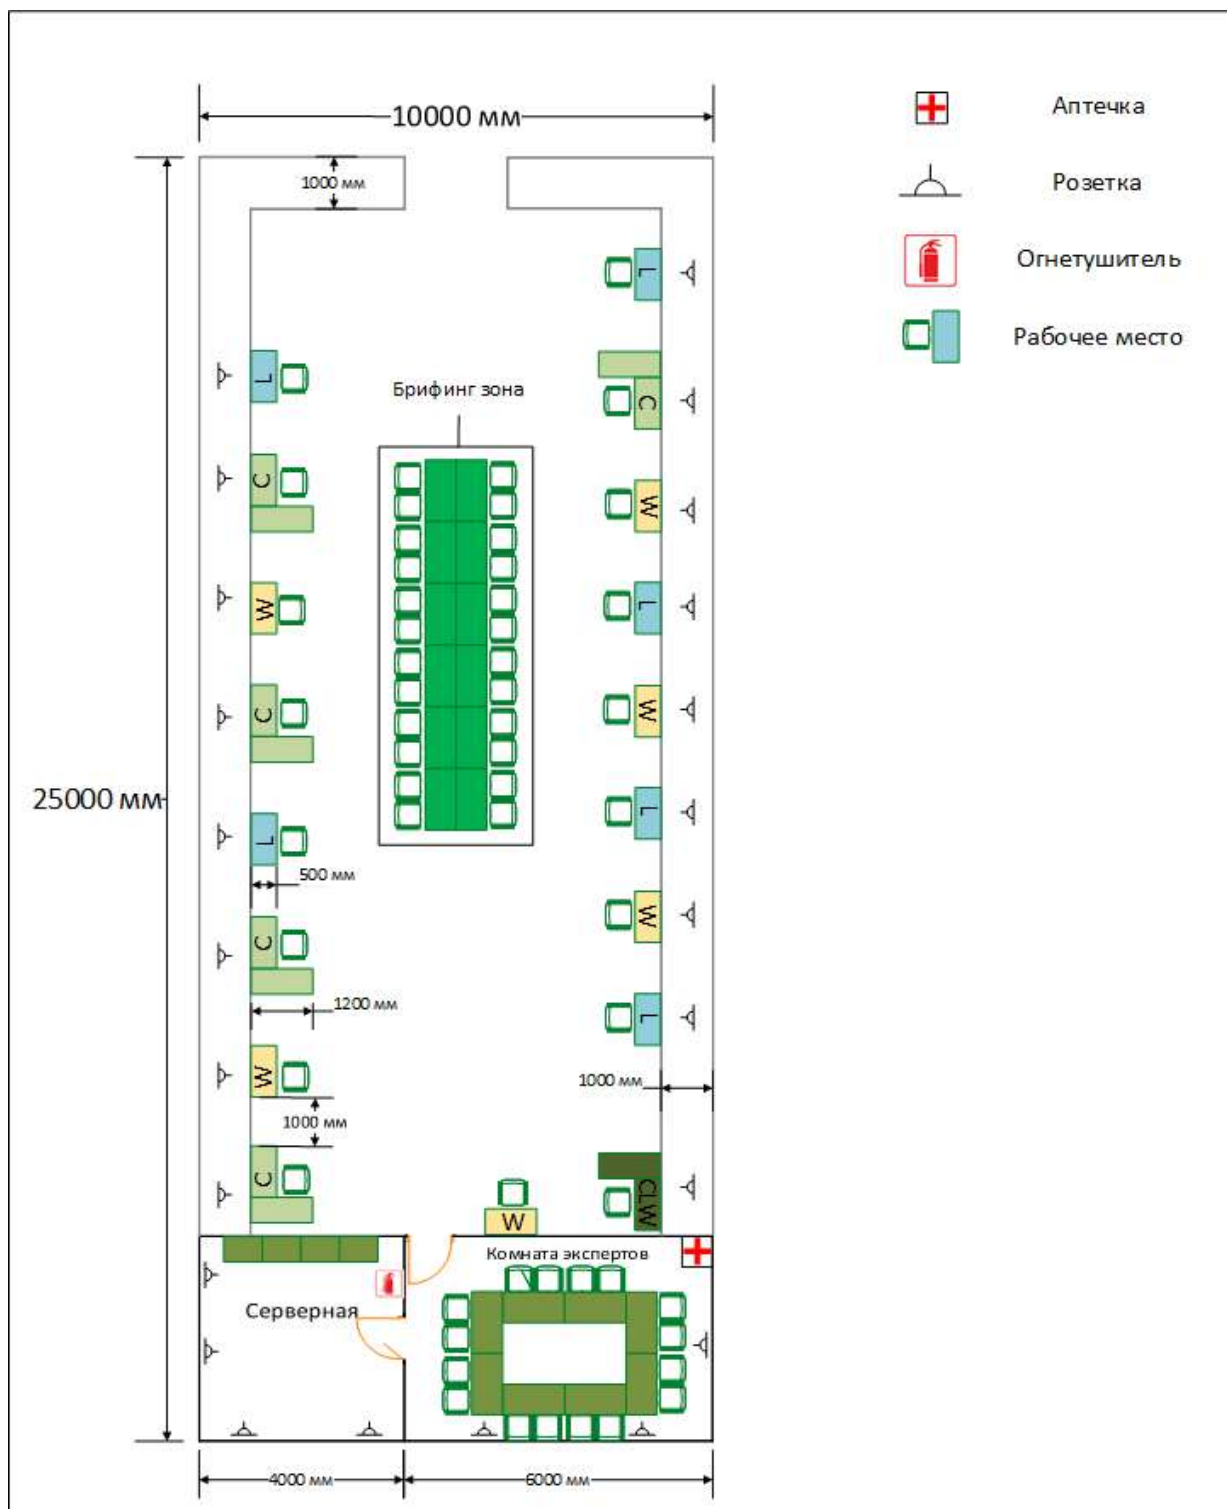 10000 мм
Аптечка
1000 мм
Розетка
Огнетушитель
L
Рабочее место
L
Брифинг зона
C
C
W
W
L
C
W
25000 мм
L
L
500 мм
W
C
1200 мм
L
W
1000 мм
1000 мм
C
CLW
W
Комната экспертов
Серверная
4000 мм
6000 мм